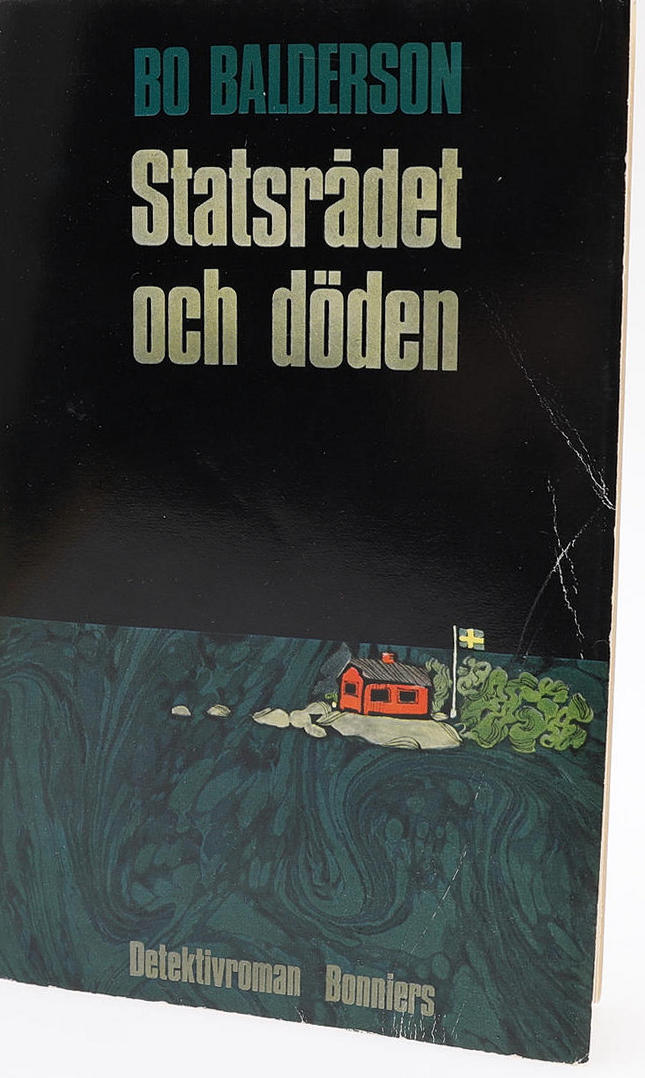 BO BALDERSON
Statsrådet
och döden
Detektivroman Bonniers